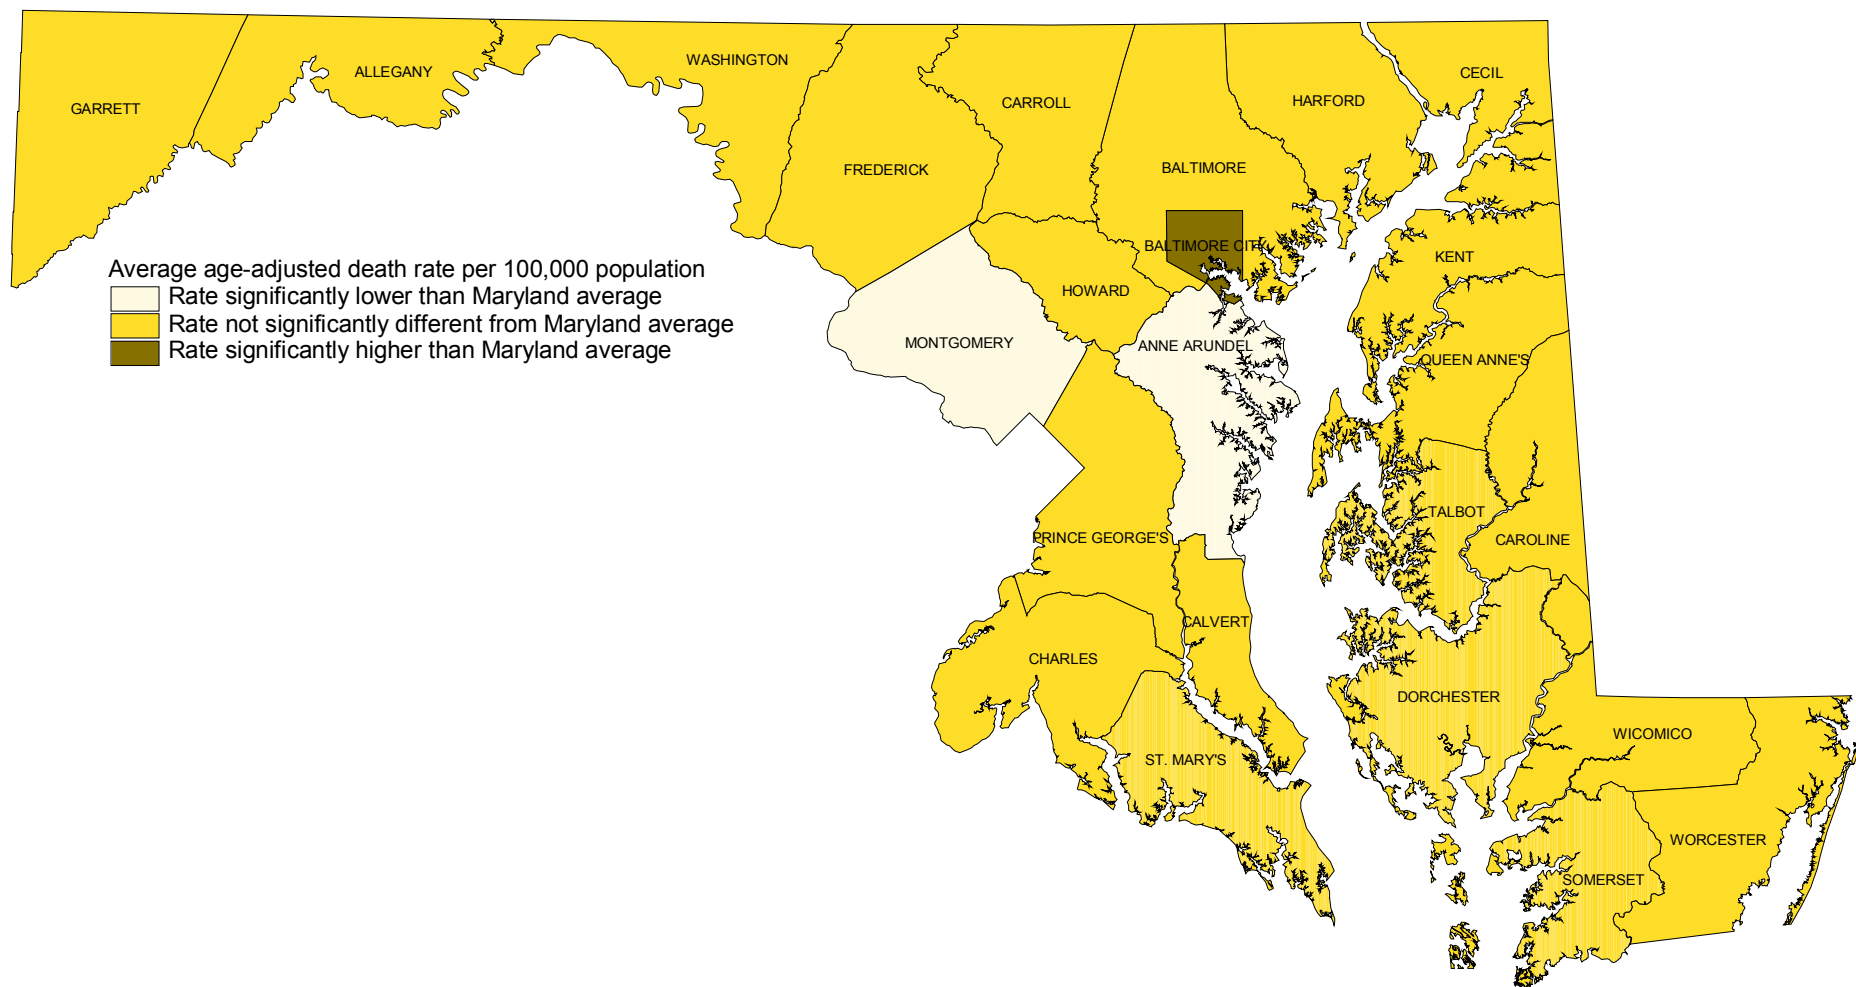 WASHINGTON
ALLEGANY
CECIL
GARRETT
CARROLL
HARFORD
FREDERICK
BALTIMORE
BALTIMORE CITY
KENT
Average age-adjusted death rate per 100,000 population
Rate significantly lower than Maryland average
Rate not significantly different from Maryland average
Rate significantly higher than Maryland average
HOWARD
MONTGOMERY
ANNE ARUNDEL
QUEEN ANNE'S
TALBOT
PRINCE GEORGE'S
CAROLINE
CALVERT
CHARLES
DORCHESTER
WICOMICO
ST. MARY'S
WORCESTER
SOMERSET